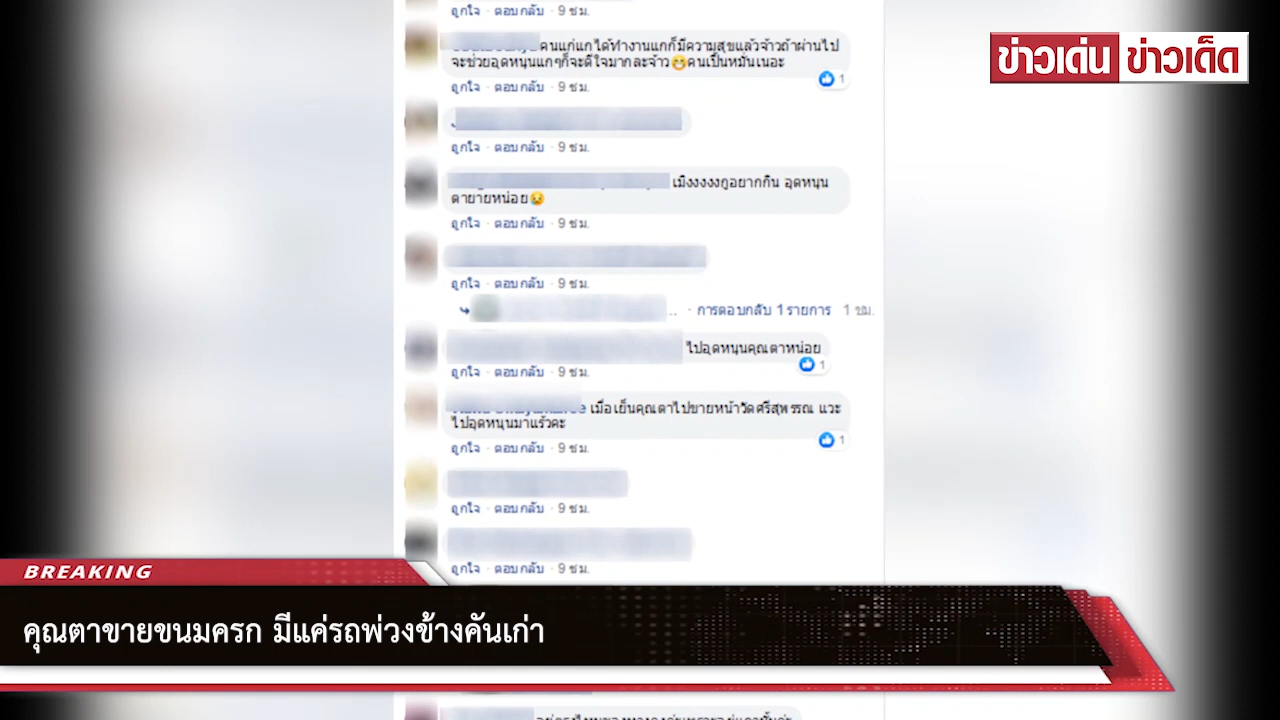 ถูกใจ · ตอบกลับ · 9 ชม.
คนแก่แกได้ทำงานแกก็มีความสุขแล้วจ้าวถ้าผ่านไป
จะช่วยอุดหนุนแกๆก็จะดีใจมากละจ้าว😁คนเป็นหมั่นเนอะ
1
ถูกใจ · ตอบกลับ · 9 ชม.
ถูกใจ · ตอบกลับ · 9 ชม.
เมิงงงงงกูอยากกิน อุดหนุน
ตายายหน่อย😢
ถูกใจ · ตอบกลับ · 9 ชม.
ถูกใจ · ตอบกลับ · 9 ชม.
... · การตอบกลับ 1 รายการ 1 ชม.
ไปอุดหนุนคุณตาหน่อย
1
ถูกใจ · ตอบกลับ · 9 ชม.
เมื่อเย็นคุณตาไปขายหน้าวัดศรีสุพรรณ แวะ
ไปอุดหนุนมาแร้วคะ
1
ถูกใจ · ตอบกลับ · 9 ชม.
ถูกใจ · ตอบกลับ · 9 ชม.
ถูกใจ · ตอบกลับ · 9 ชม.
ข่าวเด่น ข่าวเด็ด
BREAKING
คุณตาขายขนมครก มีแค่รถพ่วงข้างคันเก่า